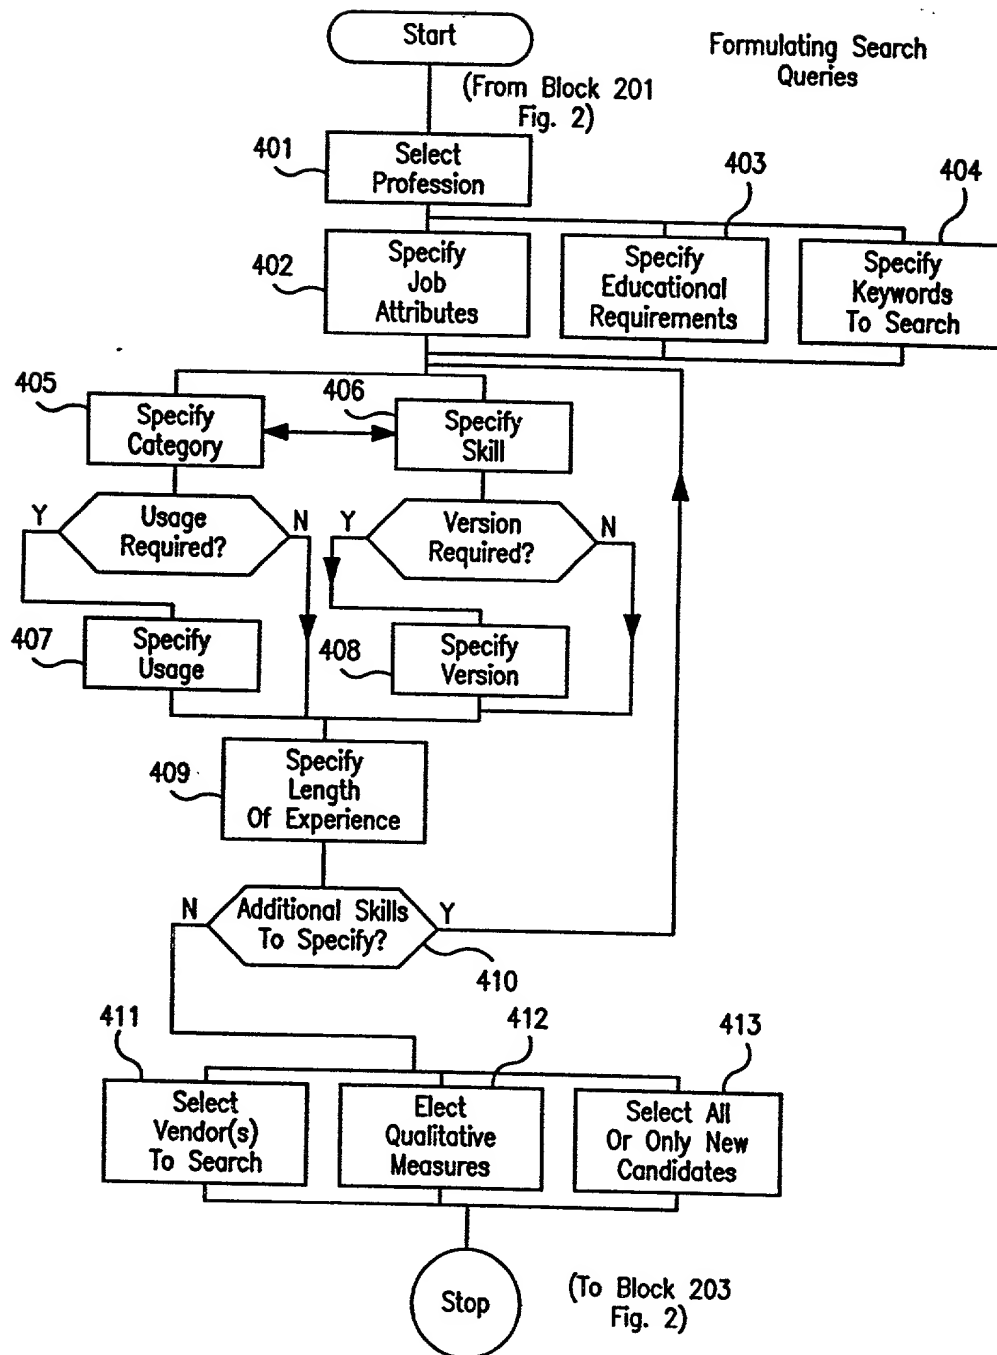 Start
Formulating Search
Queries
(From Block 201
Fig. 2)
401
Select
Profession
403
404
402
Specify
Job
Attributes
Specify
Educational
Requirements
Specify
Keywords
To Search
405
Specify
Category
406
Specify
Skill
Y
Usage
Required?
N
Y
Version
Required?
N
407
Specify
Usage
408
Specify
Version
409
Specify
Length
Of Experience
N
Additional Skills
To Specify?
Y
410
411
412
413
Select
Vendor(s)
To Search
Elect
Qualitative
Measures
Select All
Or Only New
Candidates
Stop
(To Block 203
Fig. 2)